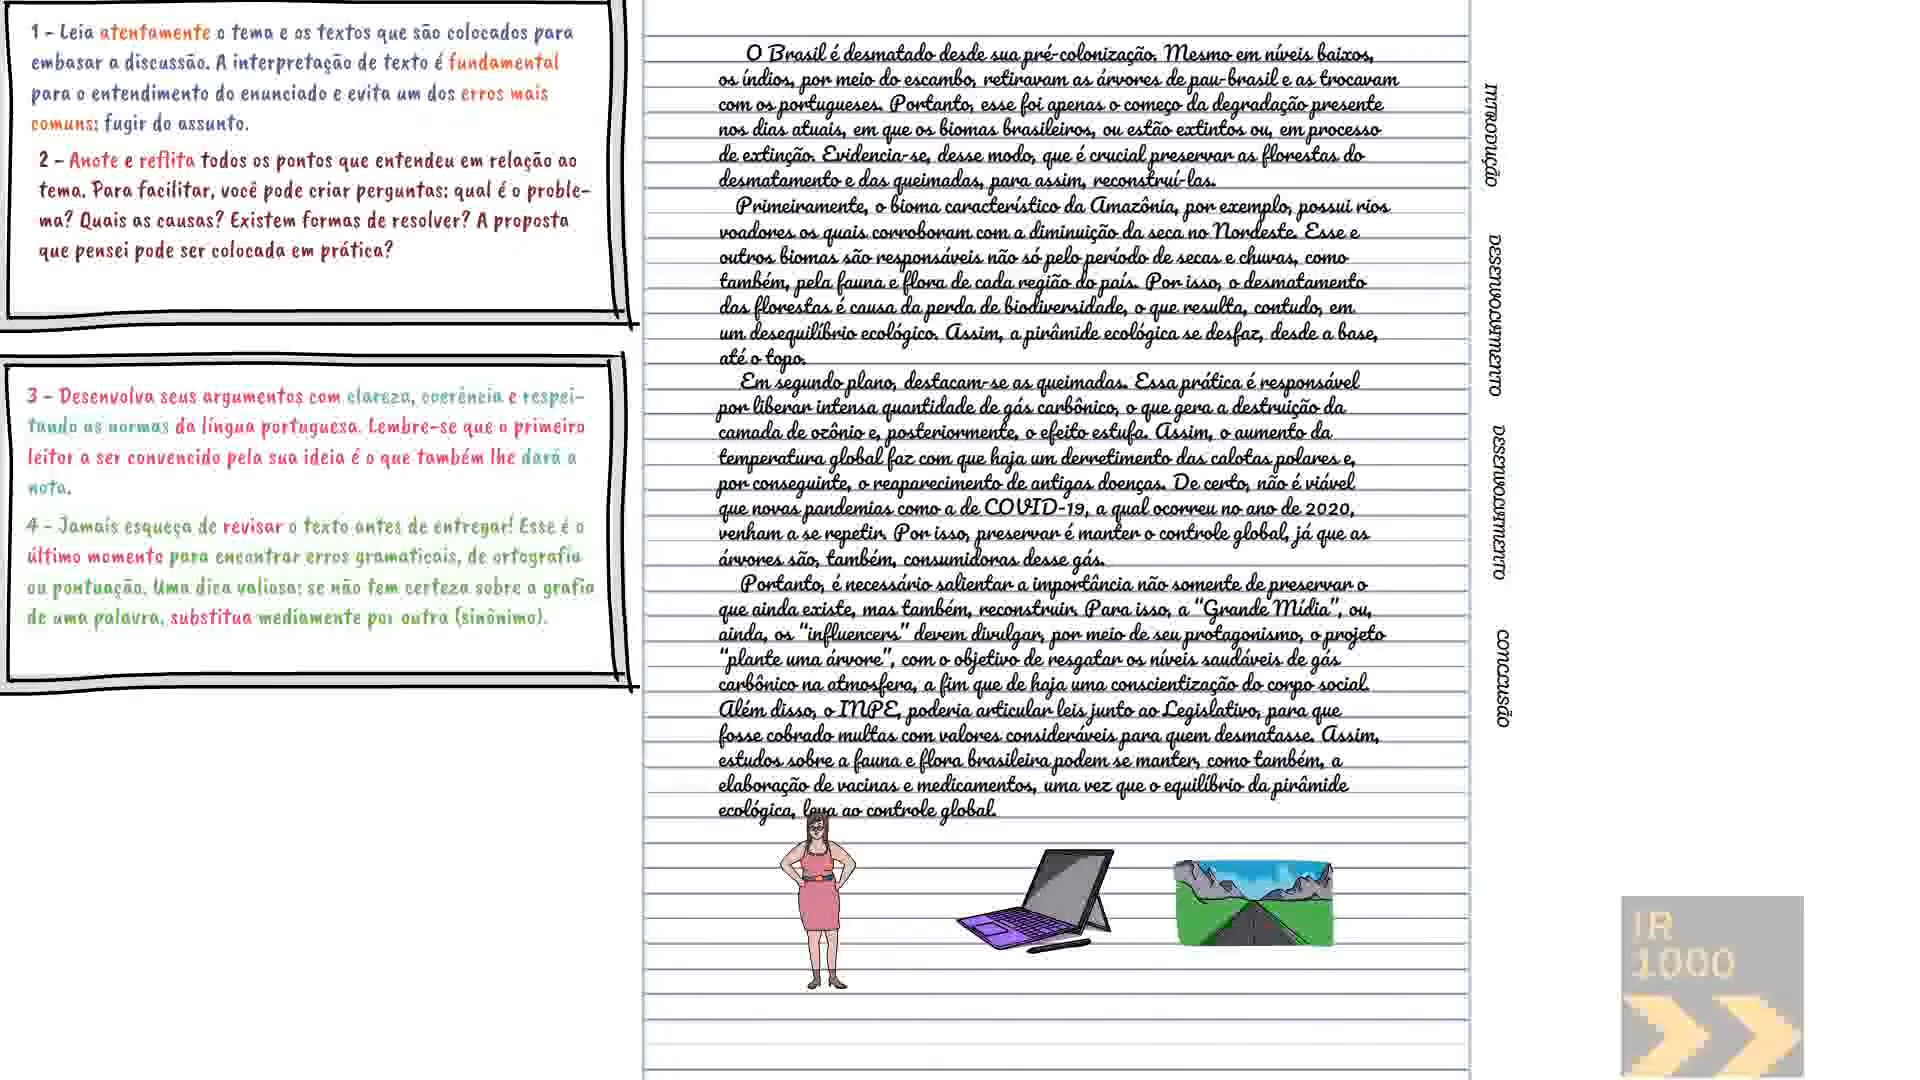 1 - Leia atentamente o tema e os textos que são colocados para
embasar a discussão. A interpretação de texto é fundamental
para o entendimento do enunciado e evita um dos erros mais
comuns: fugir do assunto.
2 - Anote e reflita todos os pontos que entendeu em relação ao
tema. Para facilitar, você pode criar perguntas: qual é o proble-
ma? Quais as causas? Existem formas de resolver? A proposta
que pensei pode ser colocada em prática?
3 - Desenvolva seus argumentos com clareza, coerência e respei-
tando as normas da língua portuguesa. Lembre-se que o primeiro
leitor a ser convencido pela sua ideia é o que também lhe dará a
nota.
4 - Jamais esqueça de revisar o texto antes de entregar! Esse é o
último momento para encontrar erros gramaticais, de ortografia
ou pontuação. Uma dica valiosa: se não tem certeza sobre a grafia
de uma palavra, substitua mediamente por outra (sinônimo).
O Brasil é desmatado desde sua pré-colonização. Mesmo em níveis baixos,
os índios, por meio do escambo, retiravam as árvores de pau-brasil e as trocavam
com os portugueses. Portanto, esse foi apenas o começo da degradação presente
nos dias atuais, em que os biomas brasileiros, ou estão extintos ou, em processo
de extinção. Evidencia-se, desse modo, que é crucial preservar as florestas do
desmatamento e das queimadas, para assim, reconstruí-las.
Primeiramente, o bioma característico da Amazônia, por exemplo, possui rios
voadores os quais corroboram com a diminuição da seca no Nordeste. Esse e
outros biomas são responsáveis não só pelo período de secas e chuvas, como
também, pela fauna e flora de cada região do país. Por isso, o desmatamento
das florestas é causa da perda de biodiversidade, o que resulta, contudo, em
um desequilíbrio ecológico. Assim, a pirâmide ecológica se desfaz, desde a base,
até o topo.
Em segundo plano, destacam-se as queimadas. Essa prática é responsável
por liberar intensa quantidade de gás carbônico, o que gera a destruição da
camada de ozônio e, posteriormente, o efeito estufa. Assim, o aumento da
temperatura global faz com que haja um derretimento das calotas polares e,
por conseguinte, o reaparecimento de antigas doenças. De certo, não é viável
que novas pandemias como a de COVID-19, a qual ocorreu no ano de 2020,
venham a se repetir. Por isso, preservar é manter o controle global, já que as
árvores são, também, consumidoras desse gás.
Portanto, é necessário salientar a importância não somente de preservar o
que ainda existe, mas também, reconstruir. Para isso, a "Grande Mídia", ou,
ainda, os "influencers" devem divulgar, por meio de seu protagonismo, o projeto
"plante uma árvore", com o objetivo de resgatar os níveis saudáveis de gás
carbônico na atmosfera, a fim que de haja uma conscientização do corpo social.
Além disso, o INPE, poderia articular leis junto ao Legislativo, para que
fosse cobrado multas com valores consideráveis para quem desmatasse. Assim,
estudos sobre a fauna e flora brasileira podem se manter, como também, a
elaboração de vacinas e medicamentos, uma vez que o equilíbrio da pirâmide
ecológica, leva ao controle global.
INTRODUÇÃO
DESENVOLVIMENTO
DESENVOLVIMENTO
CONCLUSÃO
IR
1000